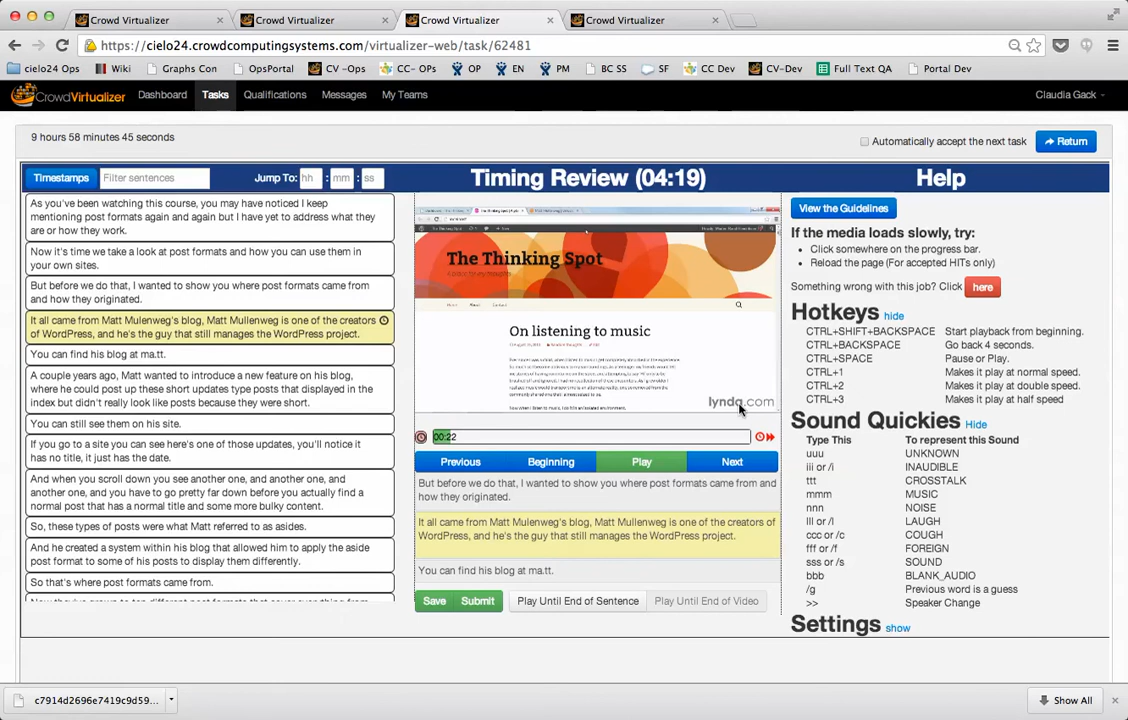 Crowd Virtualizer
Crowd Virtualizer
Crowd Virtualizer
Crowd Virtualizer
https://cielo24.crowdcomputingsystems.com/virtualizer-web/task/62481
cielo24 Ops Wiki Graphs Con OpsPortal CV -Ops CC- OPs OP EN PM BC SS SF CC Dev CV-Dev Full Text QA Portal Dev
CrowdVirtualizer Dashboard Tasks Qualifications Messages My Teams Claudia Gack
9 hours 58 minutes 45 seconds
Automatically accept the next task Return
Timestamps Filter sentences Jump To: hh : mm : ss
As you've been watching this course, you may have noticed I keep
mentioning post formats again and again but I have yet to address what they
are or how they work.
Now it's time we take a look at post formats and how you can use them in
your own sites.
But before we do that, I wanted to show you where post formats came from
and how they originated.
It all came from Matt Mulenweg's blog, Matt Mullenweg is one of the creators
of WordPress, and he's the guy that still manages the WordPress project.
You can find his blog at ma.tt.
A couple years ago, Matt wanted to introduce a new feature on his blog,
where he could post up these short updates type posts that displayed in the
index but didn't really look like posts because they were short.
You can still see them on his site.
If you go to a site you can see here's one of those updates, you'll notice it
has no title, it just has the date.
And when you scroll down you see another one, and another one, and
another one, and you have to go pretty far down before you actually find a
normal post that has a normal title and some more bulky content.
So, these types of posts were what Matt referred to as asides.
And he created a system within his blog that allowed him to apply the aside
post format to some of his posts to display them differently.
So that's where post formats came from.
Timing Review (04:19)
The Thinking Spot
On listening to music
lynda.com
00:22
Previous Beginning Play Next
But before we do that, I wanted to show you where post formats came from and
how they originated.
It all came from Matt Mulenweg's blog, Matt Mullenweg is one of the creators of
WordPress, and he's the guy that still manages the WordPress project.
You can find his blog at ma.tt.
Save Submit Play Until End of Sentence Play Until End of Video
Help
View the Guidelines
If the media loads slowly, try:
Click somewhere on the progress bar.
Reload the page (For accepted HITs only)
Something wrong with this job? Click here
Hotkeys hide
CTRL+SHIFT+BACKSPACE Start playback from beginning.
CTRL+BACKSPACE Go back 4 seconds.
CTRL+SPACE Pause or Play.
CTRL+1 Makes it play at normal speed.
CTRL+2 Makes it play at double speed.
CTRL+3 Makes it play at half speed
Sound Quickies Hide
Type This To represent this Sound
uuu UNKNOWN
iii or /i INAUDIBLE
ttt CROSSTALK
mmm MUSIC
nnn NOISE
lll or /l LAUGH
ccc or /c COUGH
fff or /f FOREIGN
sss or /s SOUND
bbb BLANK_AUDIO
/g Previous word is a guess
>> Speaker Change
Settings show
c7914d2696e7419c9d59... Show All